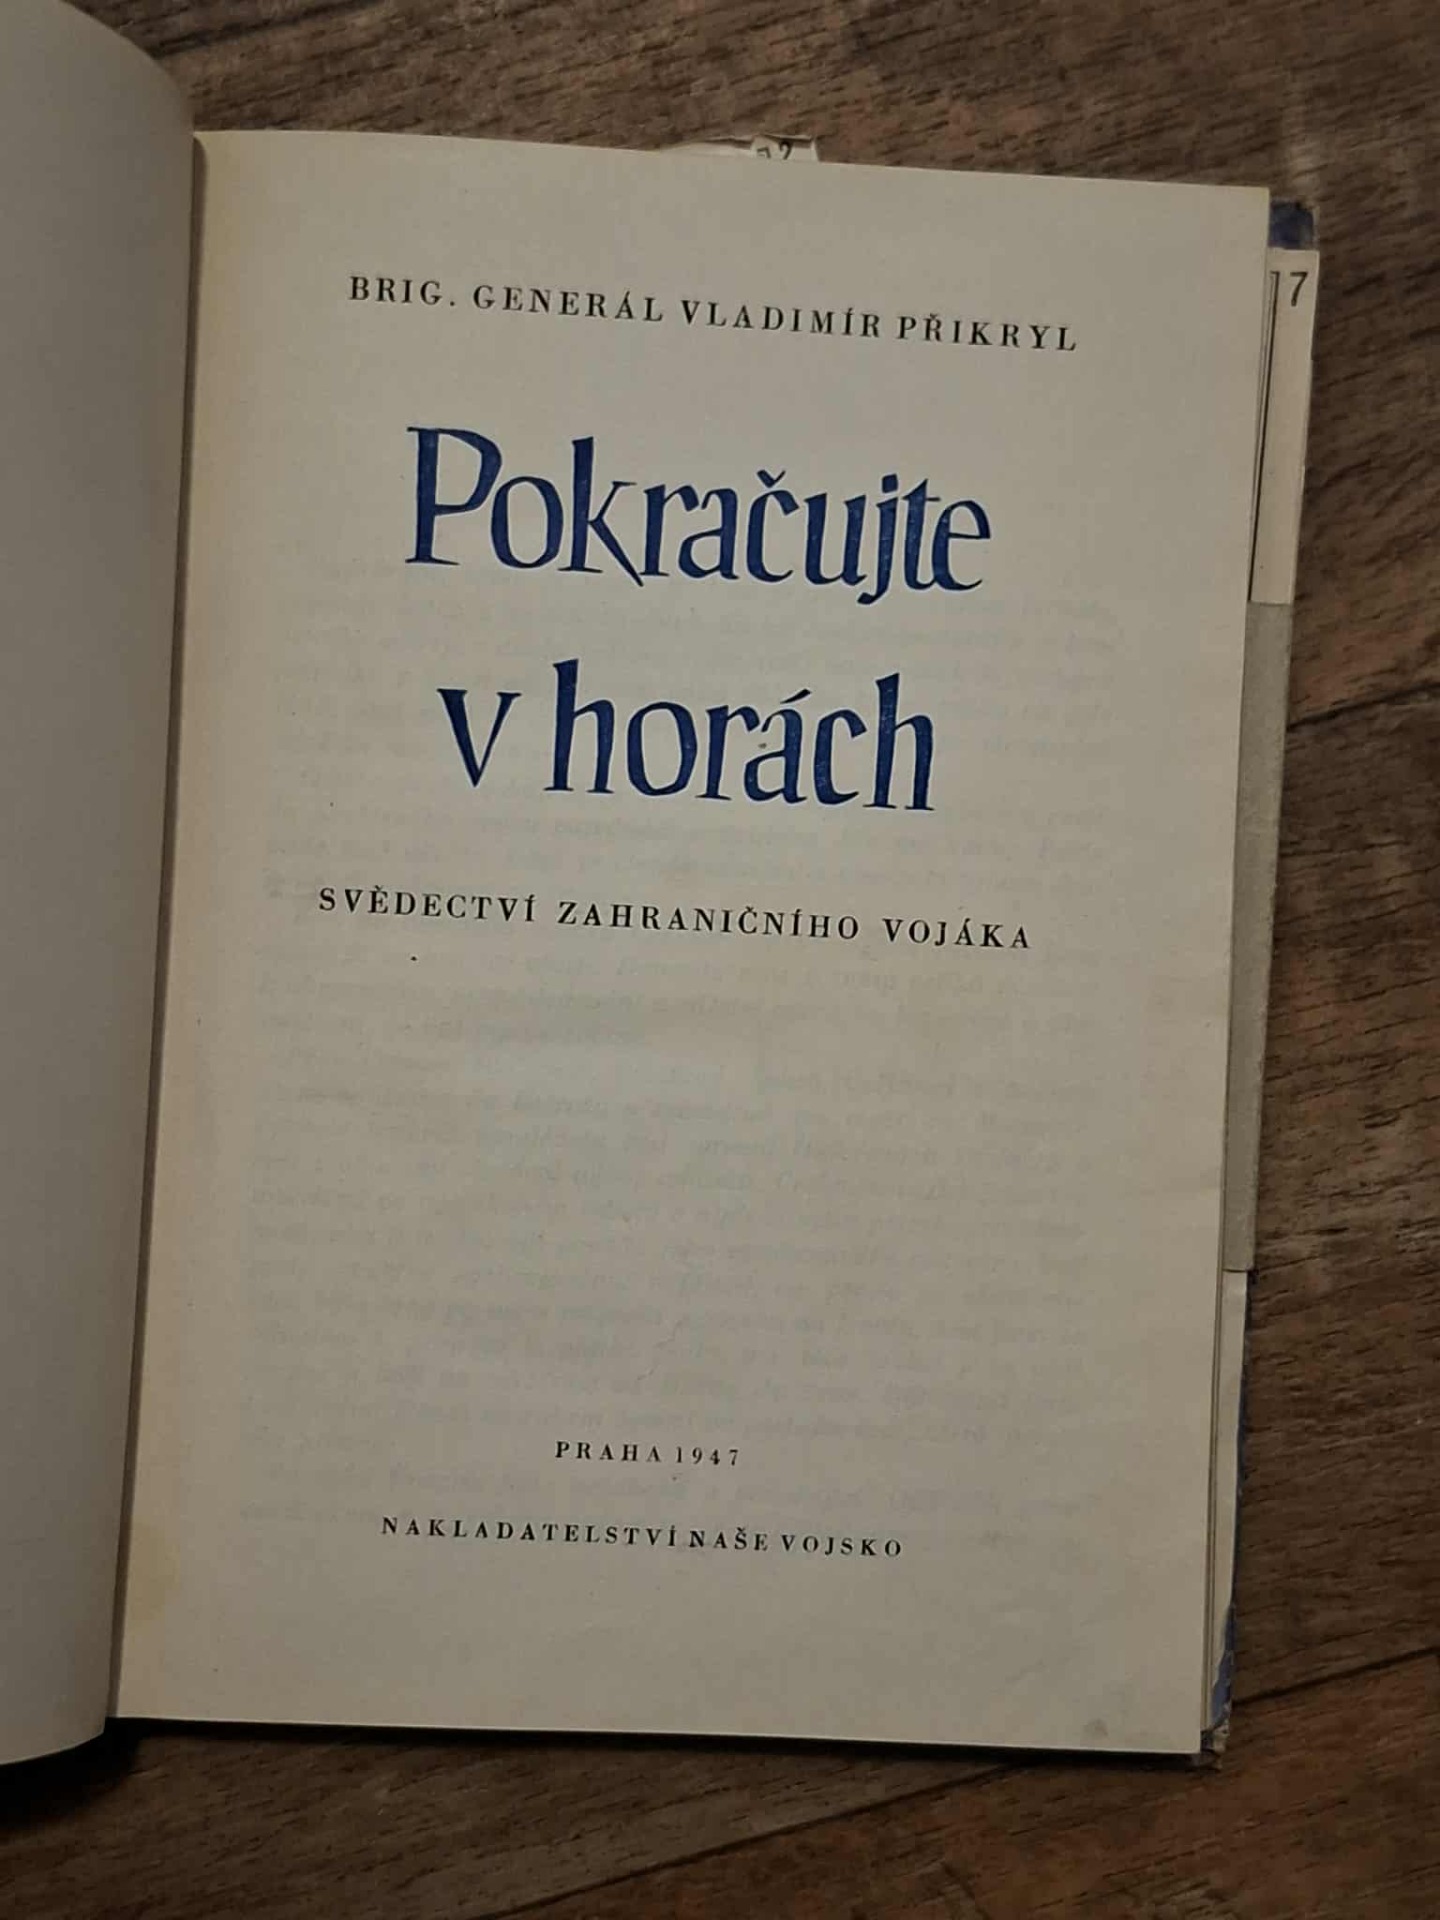 BRIG. GENERÁL VLADIMÍR PŘIKRYL
Pokračujte
v horách
SVĚDECTVÍ ZAHRANIČNÍHO VOJÁKA
PRAHA 1947
NAKLADATELSTVÍ NAŠE VOJSKO
7